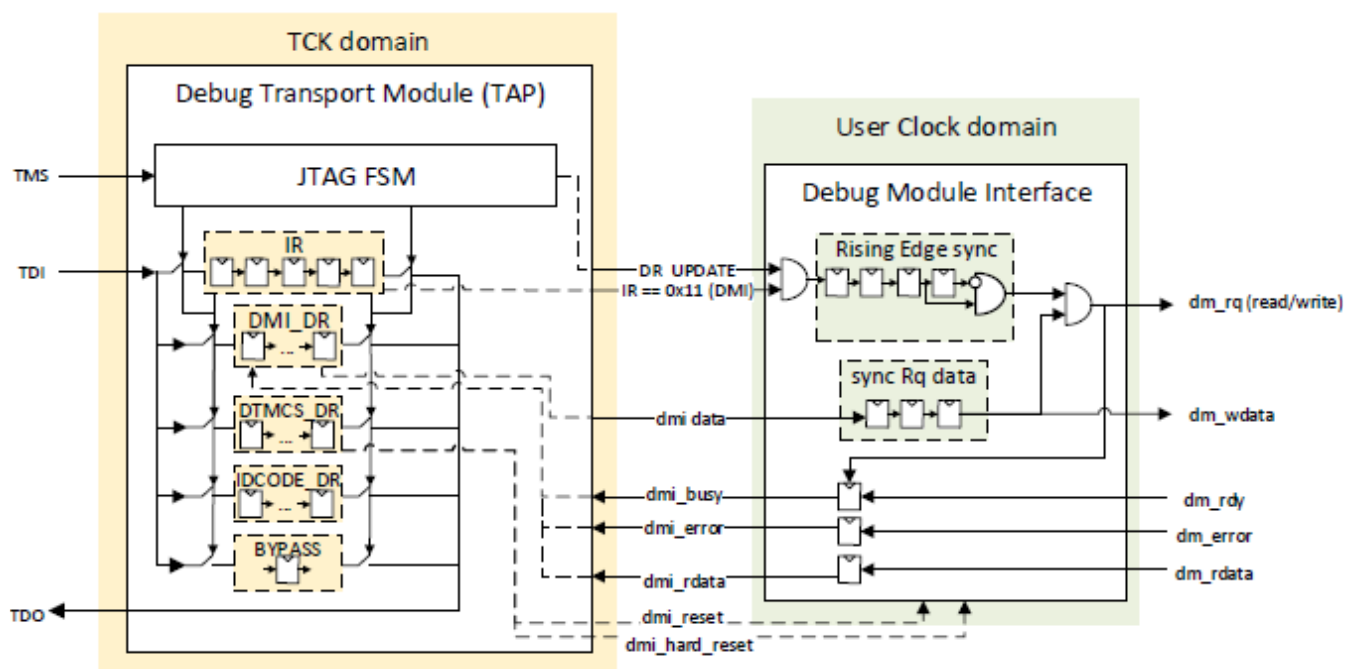 TCK domain
Debug Transport Module (TAP)
User Clock domain
TMS
JTAG FSM
Debug Module Interface
IR
Rising Edge sync
TDI
DR_UPDATE
IR == 0x11 (DMI)
dm_rq (read/write)
DMI_DR
...
sync Rq data
DTMCS_DR
...
dmi data
dm_wdata
IDCODE_DR
...
dmi_busy
dm_rdy
dmi_error
dm_error
BYPASS
dmi_rdata
dm_rdata
TDO
dmi_reset
dmi_hard_reset